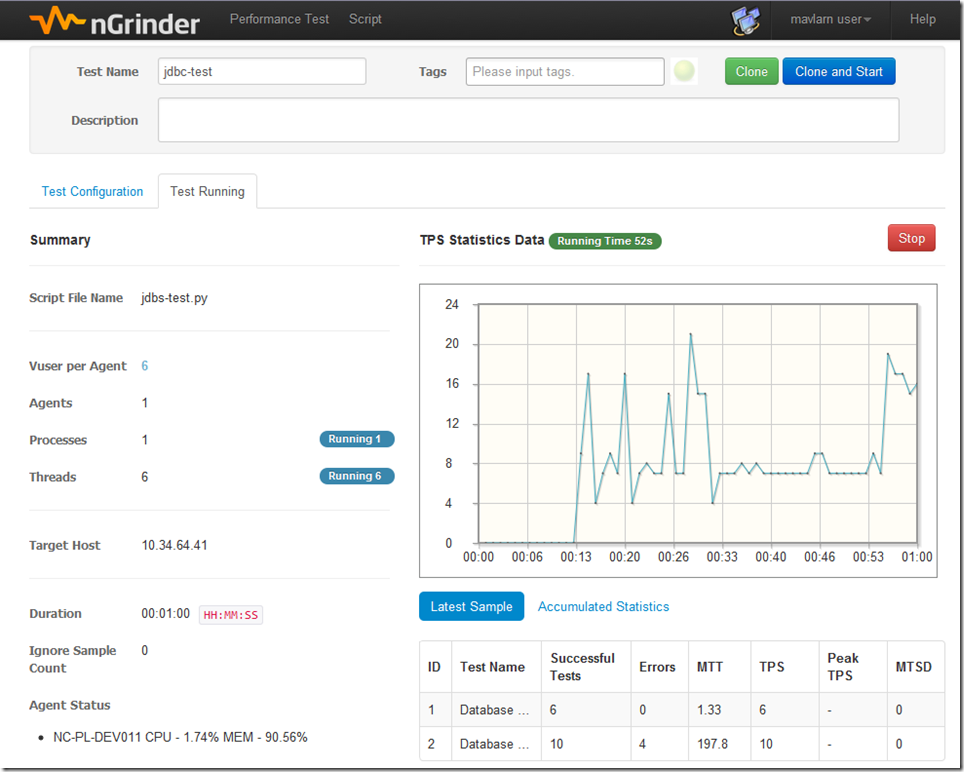 nGrinder Performance Test Script mavlarn user Help
Test Name jdbc-test Tags Please input tags. Clone Clone and Start
Description
Test Configuration Test Running
Summary
Script File Name jdbs-test.py
Vuser per Agent 6
Agents 1
Processes 1 Running 1
Threads 6 Running 6
Target Host 10.34.64.41
Duration 00:01:00 HH:MM:SS
Ignore Sample
Count
0
Agent Status
• NC-PL-DEV011 CPU - 1.74% MEM - 90.56%
TPS Statistics Data Running Time 52s Stop
24
20
16
12
8
4
0
00:00 00:06 00:13 00:20 00:26 00:33 00:40 00:46 00:53 01:00
Latest Sample Accumulated Statistics
ID Test Name Successful Tests Errors MTT TPS Peak TPS MTSD
1 Database ... 6 0 1.33 6 - 0
2 Database ... 10 4 197.8 10 - 0